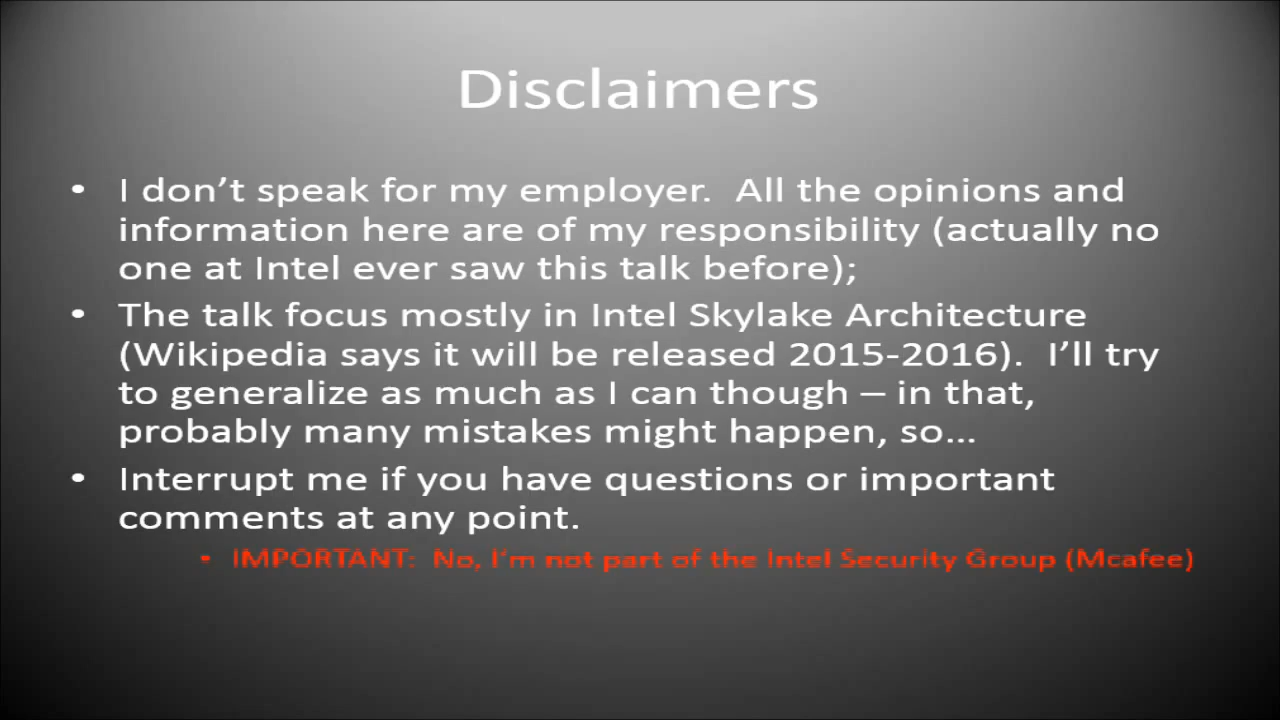 Disclaimers
• I don't speak for my employer.  All the opinions and
information here are of my responsibility (actually no
one at Intel ever saw this talk before);
• The talk focus mostly in Intel Skylake Architecture
(Wikipedia says it will be released 2015-2016).  I'll try
to generalize as much as I can though – in that,
probably many mistakes might happen, so…
• Interrupt me if you have questions or important
comments at any point.
• IMPORTANT:  No, I'm not part of the Intel Security Group (Mcafee)